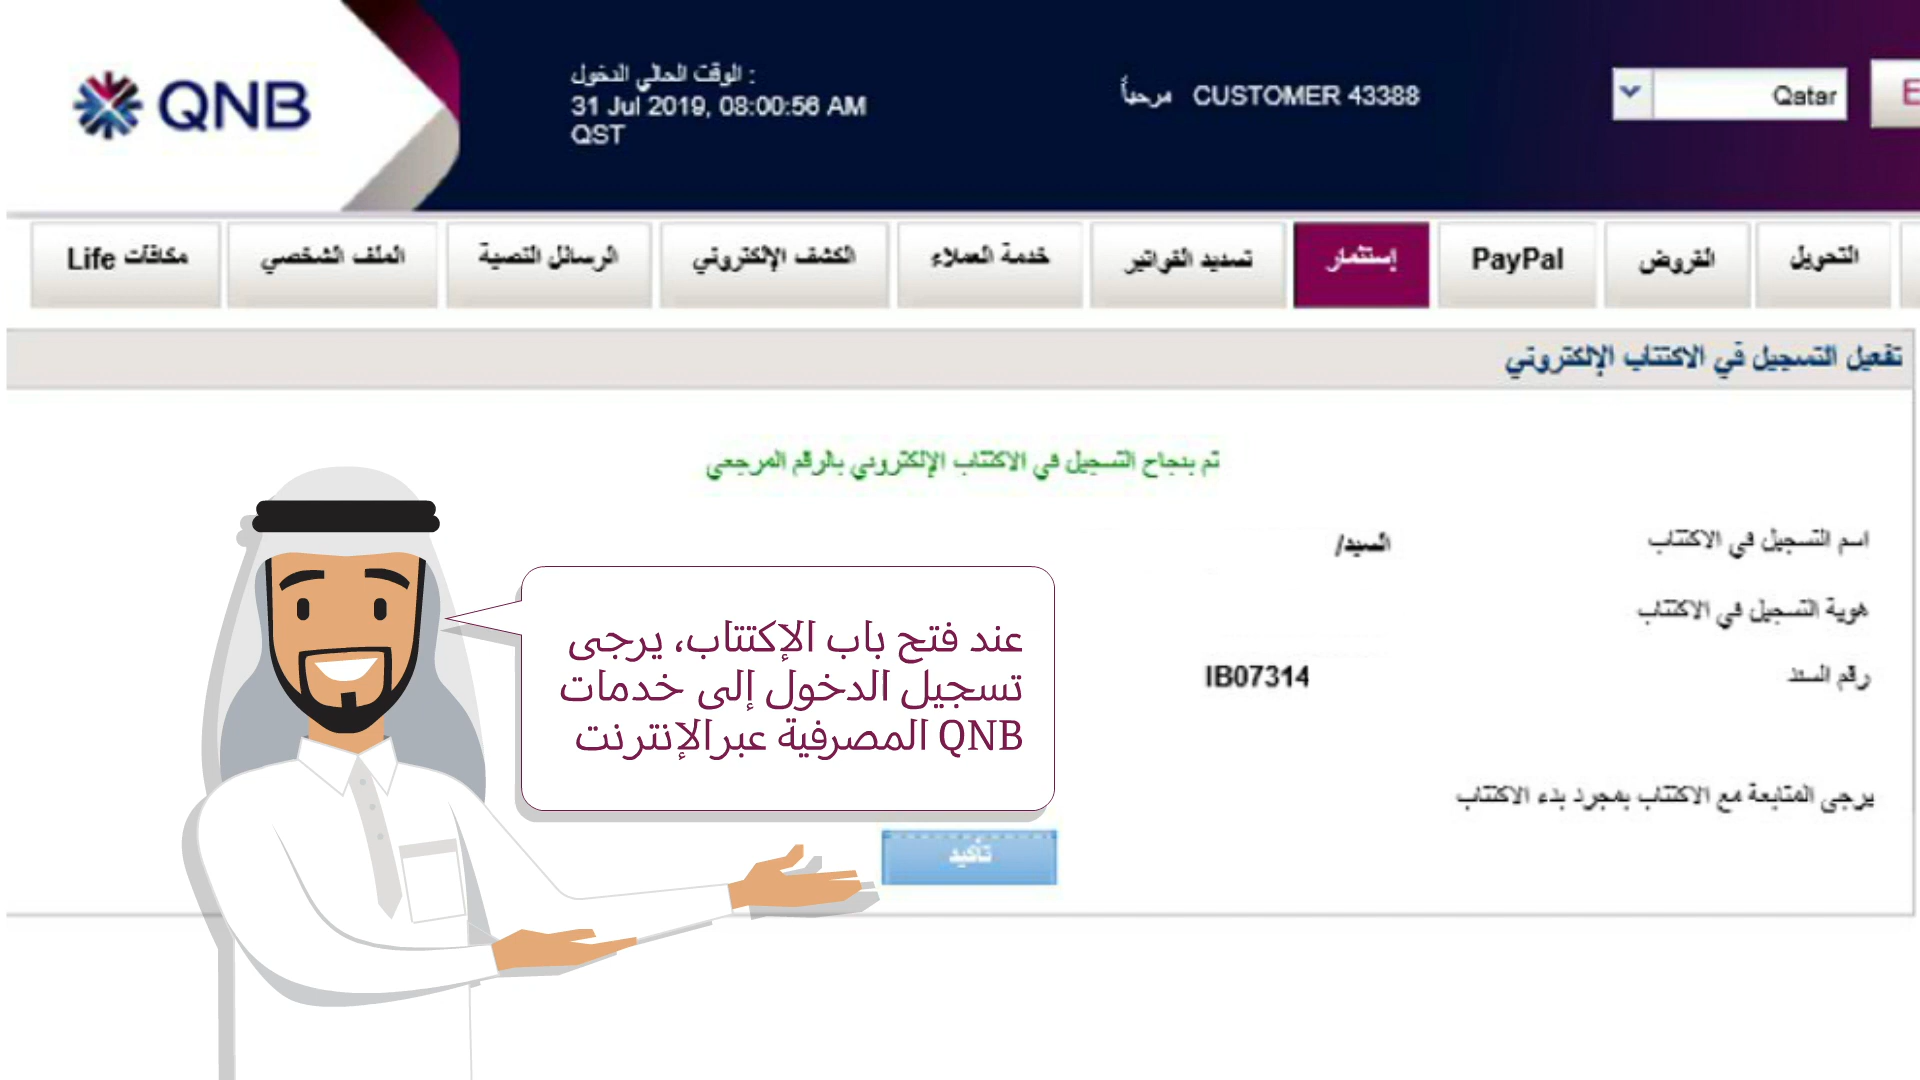 QNB
الوقت الحالي الدخول :
31 Jul 2019, 08:00:56 AM
QST
مرحباً CUSTOMER 43388
Qatar
E
التحويل
القروض
PayPal
إستثمار
تسديد الفواتير
خدمة العملاء
الكشف الإلكتروني
الرسائل النصية
الملف الشخصي
مكافآت Life
تفعيل التسجيل في الاكتتاب الإلكتروني
تم بنجاح التسجيل في الاكتتاب الإلكتروني بالرقم المرجعي
اسم التسجيل في الاكتتاب
السيد/
هوية التسجيل في الاكتتاب
رقم السند
IB07314
يرجى المتابعة مع الاكتتاب بمجرد بدء الاكتتاب
تأكيد
عند فتح باب الإكتتاب، يرجى
تسجيل الدخول إلى خدمات
QNB المصرفية عبرالإنترنت